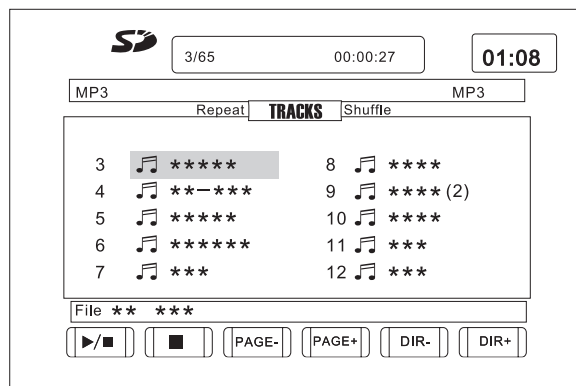 SD
3/65 00:00:27
01:08
MP3 MP3
Repeat TRACKS Shuffle
3 *****
4 **-***
5 *****
6 ******
7 ***
8 ****
9 ****(2)
10 ****
11 ***
12 ***
File ** ***
▶/■ ■ PAGE- PAGE+ DIR- DIR+